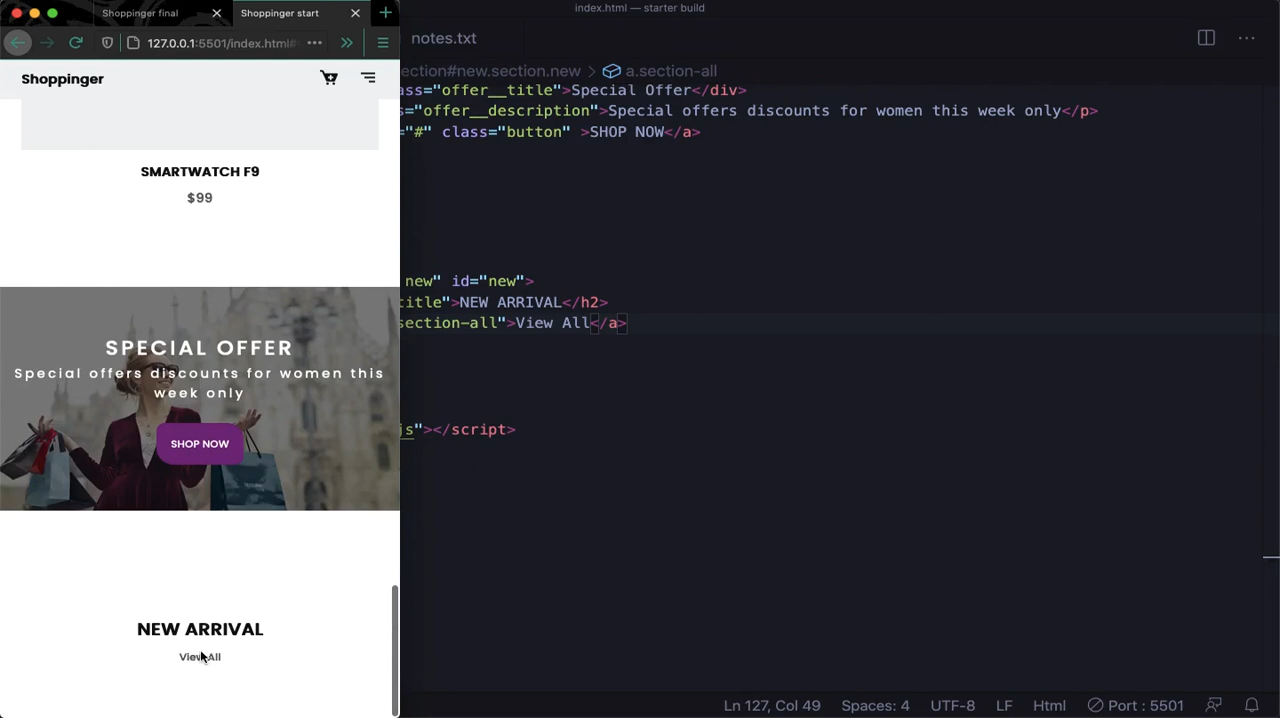 Shoppinger final
Shoppinger start
127.0.0.1:5501/index.html#
Shoppinger
SMARTWATCH F9
$99
SPECIAL OFFER
Special offers discounts for women this
week only
SHOP NOW
NEW ARRIVAL
View All
index.html — starter build
notes.txt
ection#new.section.new > a.section-all
ass="offer__title">Special Offer</div>
s="offer__description">Special offers discounts for women this week only</p>
="#" class="button" >SHOP NOW</a>
new" id="new">
title">NEW ARRIVAL</h2>
section-all">View All</a>
js"></script>
Ln 127, Col 49
Spaces: 4
UTF-8
LF
Html
Port : 5501